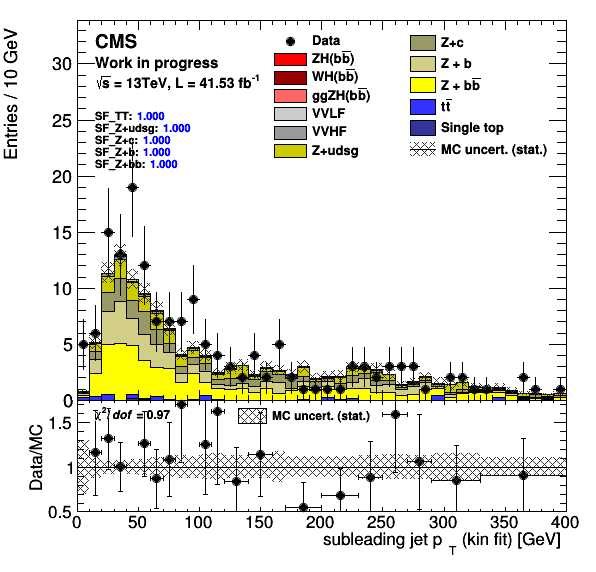 CMS
Work in progress
√s = 13TeV, L = 41.53 fb⁻¹
SF_TT: 1.000
SF_Z+udsg: 1.000
SF_Z+c: 1.000
SF_Z+b: 1.000
SF_Z+bb: 1.000
Data
ZH(bb̅)
WH(bb̅)
ggZH(bb̅)
VVLF
VVHF
Z+udsg
Z+c
Z + b
Z + bb̅
tt̅
Single top
MC uncert. (stat.)
Entries / 10 GeV
30
25
20
15
10
5
0
χ² / dof = 0.97
MC uncert. (stat.)
Data/MC
1.5
1
0.5
0 50 100 150 200 250 300 350 400
subleading jet p_T (kin fit) [GeV]